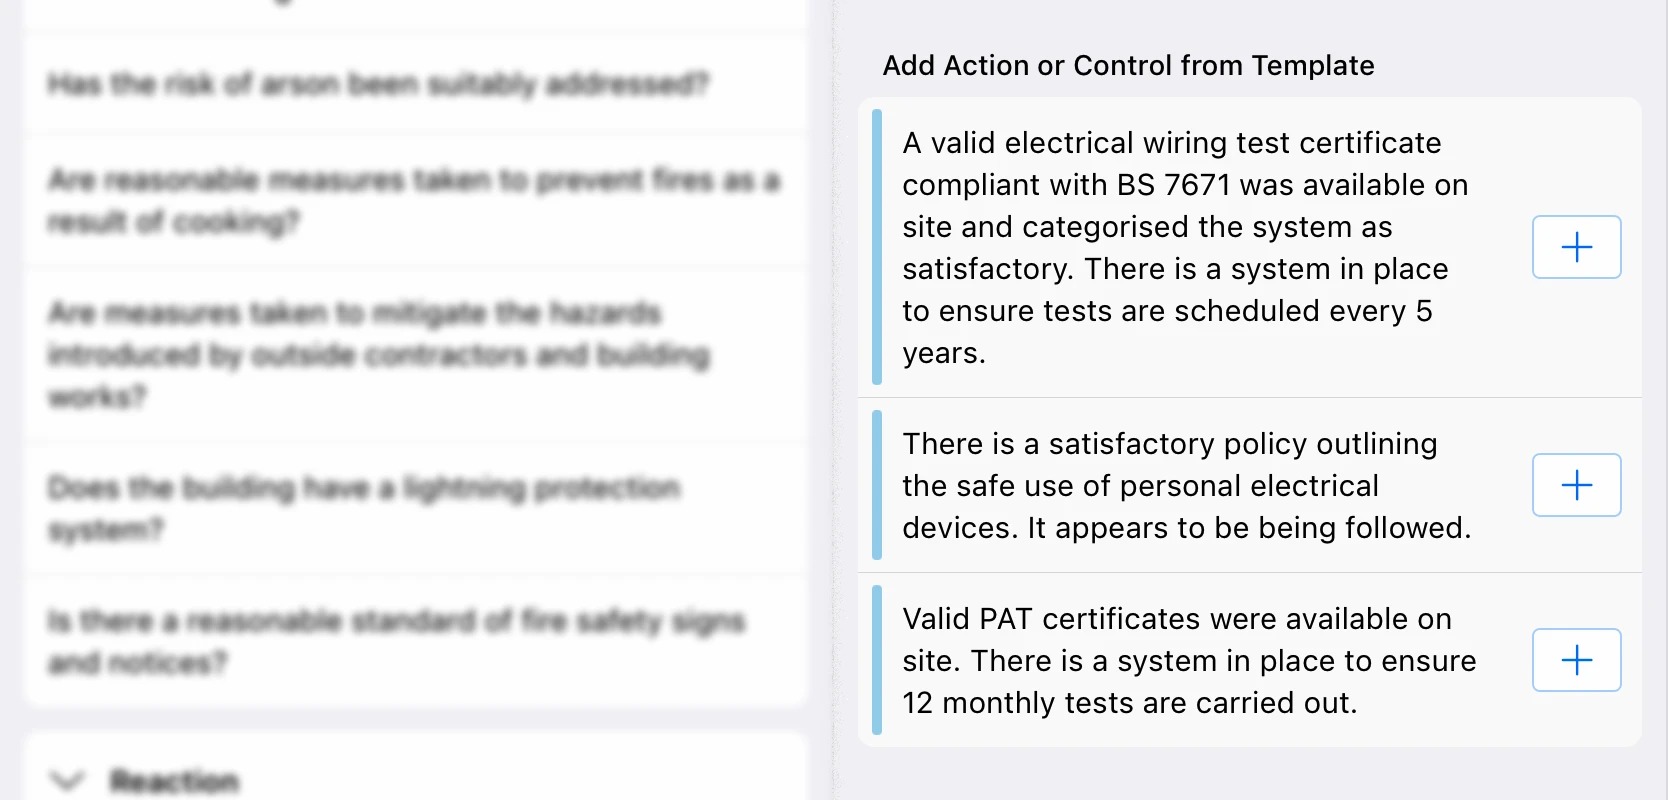 Has the risk of arson been suitably addressed?
Are reasonable measures taken to prevent fires as a
result of cooking?
Are measures taken to mitigate the hazards
introduced by outside contractors and building
works?
Does the building have a lightning protection
system?
Is there a reasonable standard of fire safety signs
and notices?
Reaction
Add Action or Control from Template
A valid electrical wiring test certificate
compliant with BS 7671 was available on
site and categorised the system as
satisfactory. There is a system in place
to ensure tests are scheduled every 5
years.
There is a satisfactory policy outlining
the safe use of personal electrical
devices. It appears to be being followed.
Valid PAT certificates were available on
site. There is a system in place to ensure
12 monthly tests are carried out.